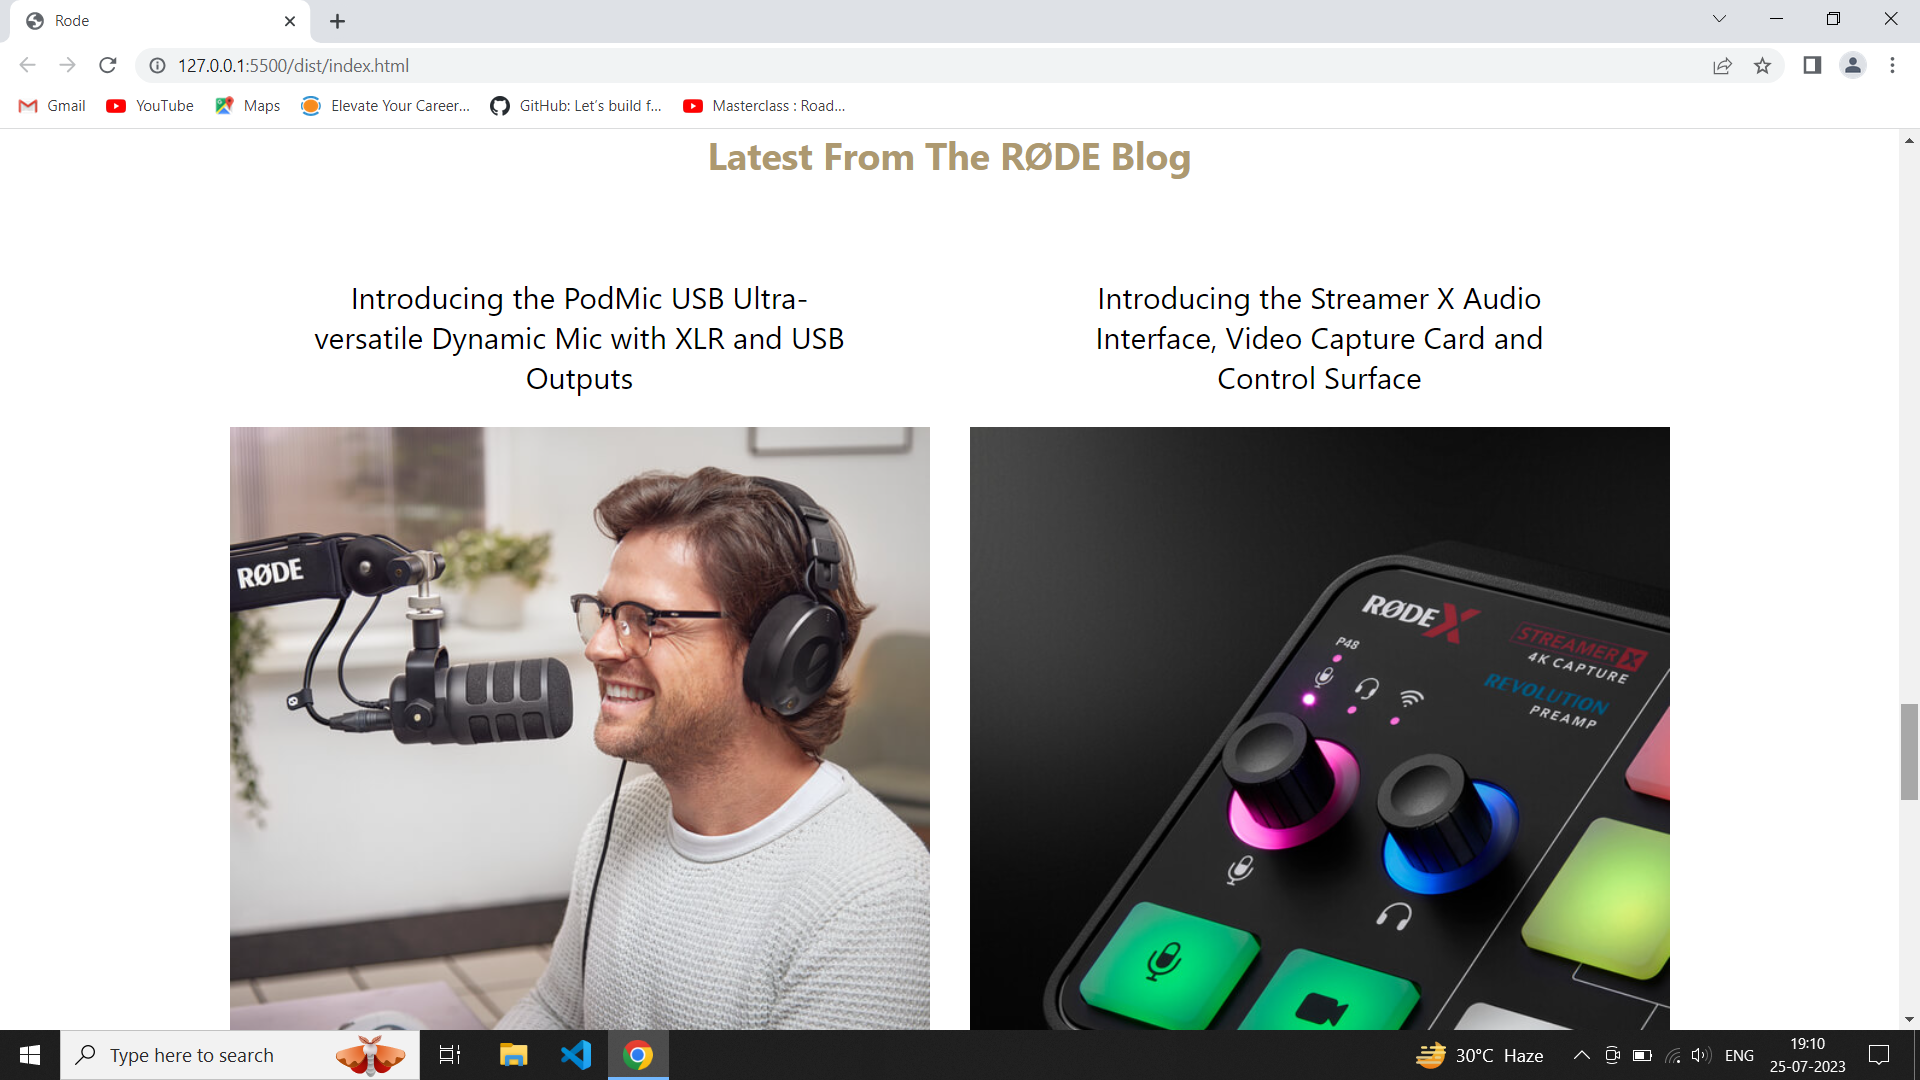 Rode
127.0.0.1:5500/dist/index.html
Gmail
YouTube
Maps
Elevate Your Career...
GitHub: Let's build f...
Masterclass : Road...
Latest From The RØDE Blog
Introducing the PodMic USB Ultra-
versatile Dynamic Mic with XLR and USB
Outputs
Introducing the Streamer X Audio
Interface, Video Capture Card and
Control Surface
RØDE
RØDE X
P48
STREAMER X
4K CAPTURE
REVOLUTION
PREAMP
Type here to search
30°C Haze
ENG
19:10
25-07-2023